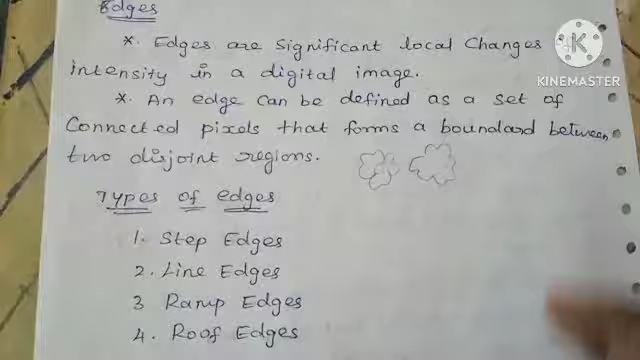 Edges
*. Edges are significant local changes of
intensity in a digital image.
*. An edge can be defined as a set of
Connected pixels that forms a boundard between
two disjoint regions.
Types of edges
1. Step Edges
2. Line Edges
3 Ramp Edges
4. Roof Edges
KINEMASTER